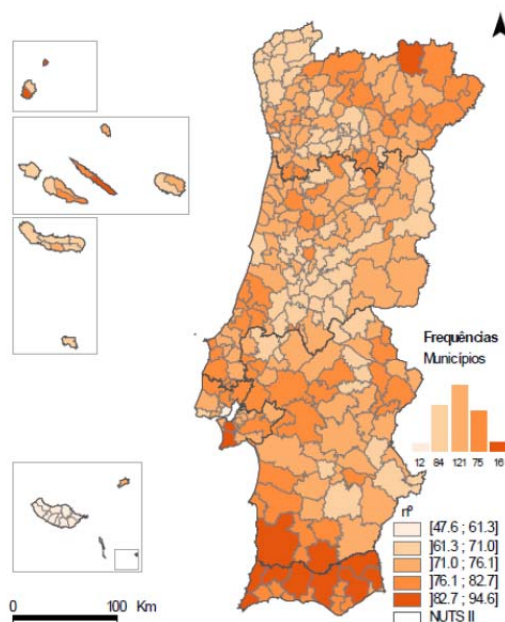 Frequências
Municípios
12 84 121 75 16
nº
[47.6 ; 61.3]
]61.3 ; 71.0]
]71.0 ; 76.1]
]76.1 ; 82.7]
]82.7 ; 94.6]
NUTS II
0 100 Km